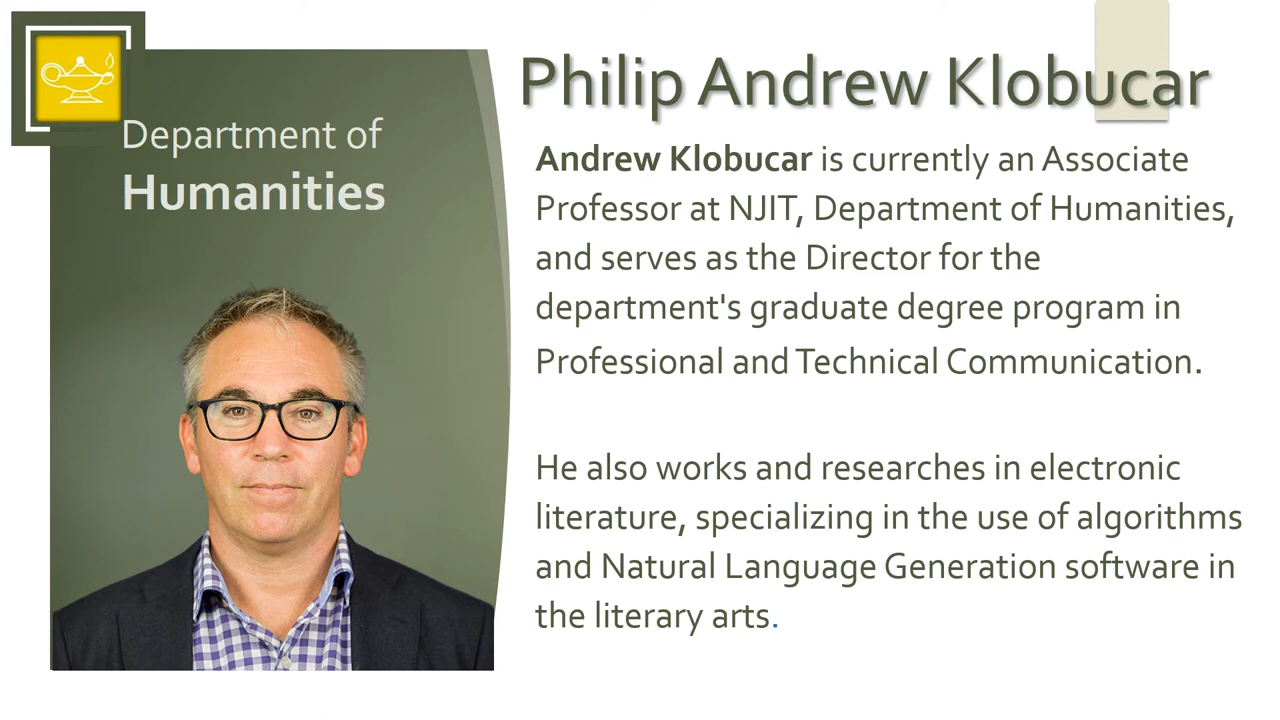 Department of
Humanities
Philip Andrew Klobucar
Andrew Klobucar is currently an Associate
Professor at NJIT, Department of Humanities,
and serves as the Director for the
department's graduate degree program in
Professional and Technical Communication.
He also works and researches in electronic
literature, specializing in the use of algorithms
and Natural Language Generation software in
the literary arts.